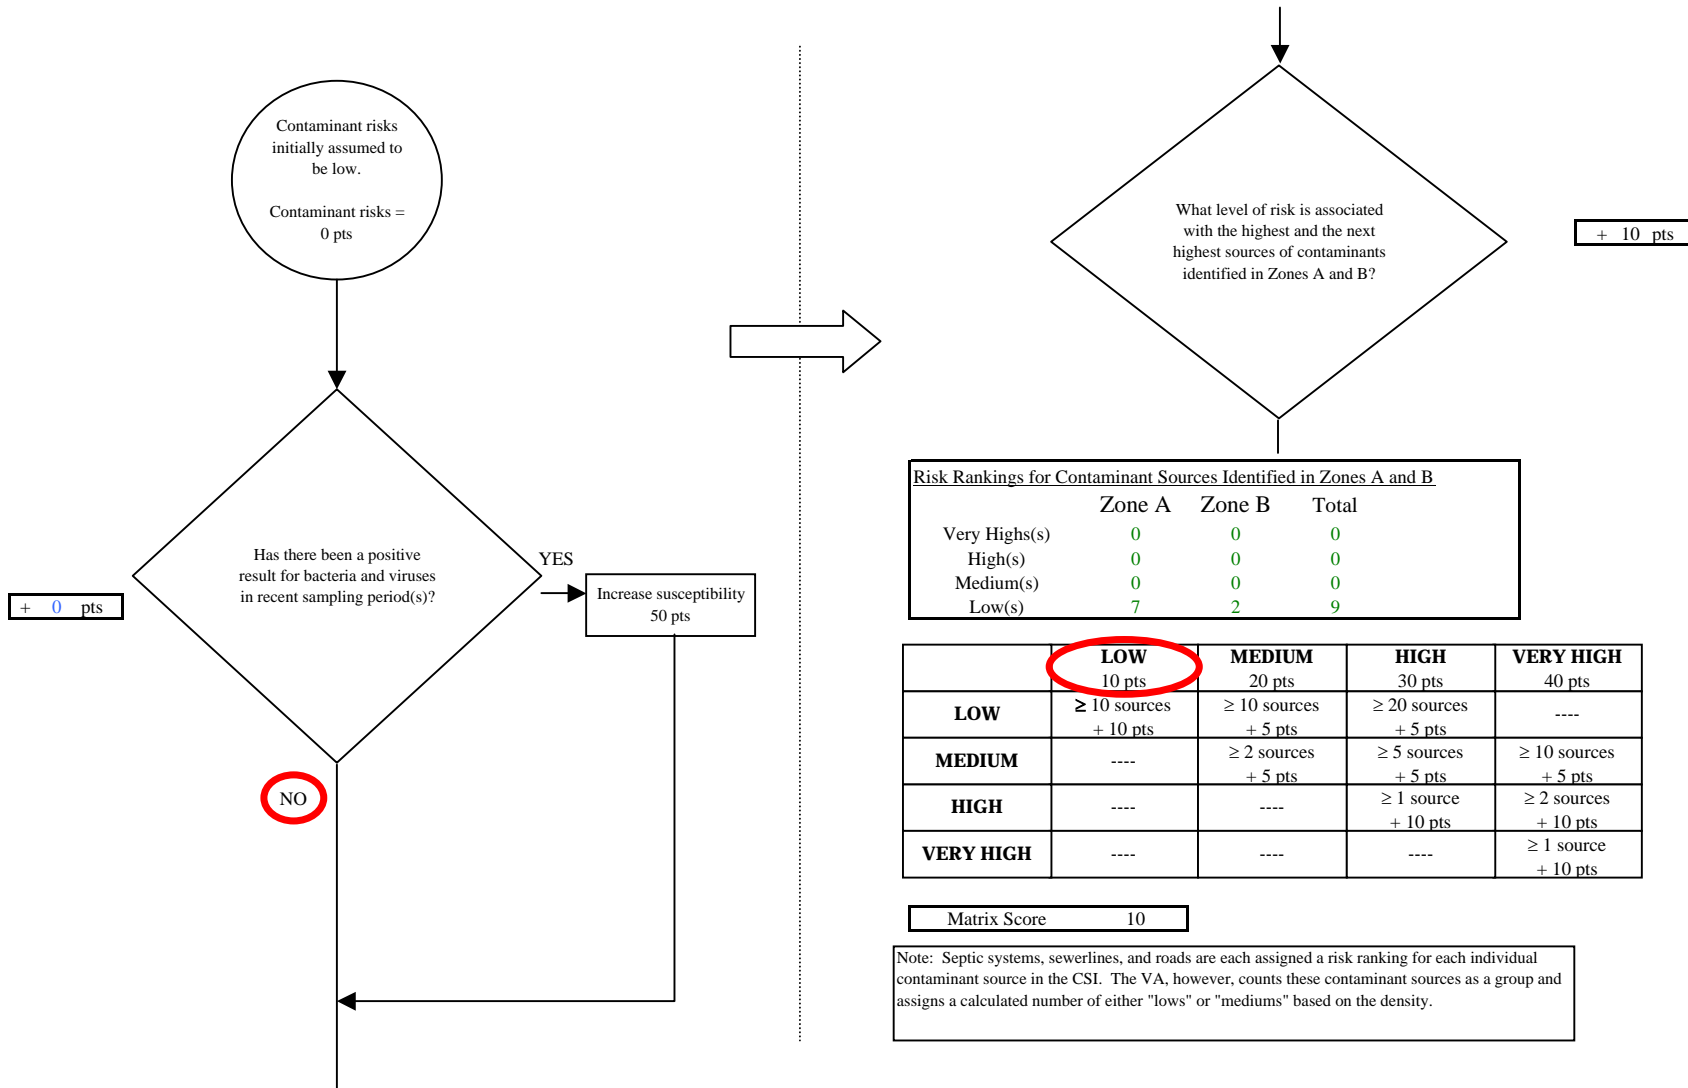 Contaminant risks
initially assumed to
be low.
Contaminant risks =
0 pts
Has there been a positive
result for bacteria and viruses
in recent sampling period(s)?
+ 0 pts
YES
Increase susceptibility
50 pts
NO
What level of risk is associated
with the highest and the next
highest sources of contaminants
identified in Zones A and B?
+ 10 pts
Risk Rankings for Contaminant Sources Identified in Zones A and B
Zone A Zone B Total
Very Highs(s) 0 0 0
High(s) 0 0 0
Medium(s) 0 0 0
Low(s) 7 2 9
LOW MEDIUM HIGH VERY HIGH
10 pts 20 pts 30 pts 40 pts
LOW ≥ 10 sources ≥ 10 sources ≥ 20 sources ----
+ 10 pts + 5 pts + 5 pts
MEDIUM ---- ≥ 2 sources ≥ 5 sources ≥ 10 sources
+ 5 pts + 5 pts + 5 pts
HIGH ---- ---- ≥ 1 source ≥ 2 sources
+ 10 pts + 10 pts
VERY HIGH ---- ---- ---- ≥ 1 source
+ 10 pts
Matrix Score 10
Note: Septic systems, sewerlines, and roads are each assigned a risk ranking for each individual
contaminant source in the CSI. The VA, however, counts these contaminant sources as a group and
assigns a calculated number of either "lows" or "mediums" based on the density.